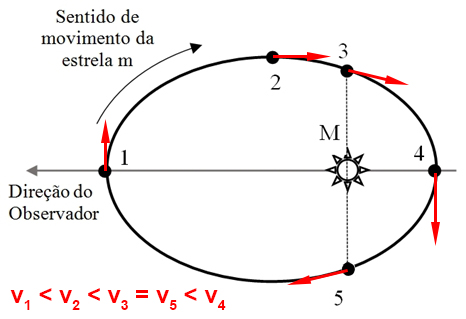 Sentido de
movimento da
estrela m
2
3
M
1
4
Direção do
Observador
5
v₁ < v₂ < v₃ = v₅ < v₄